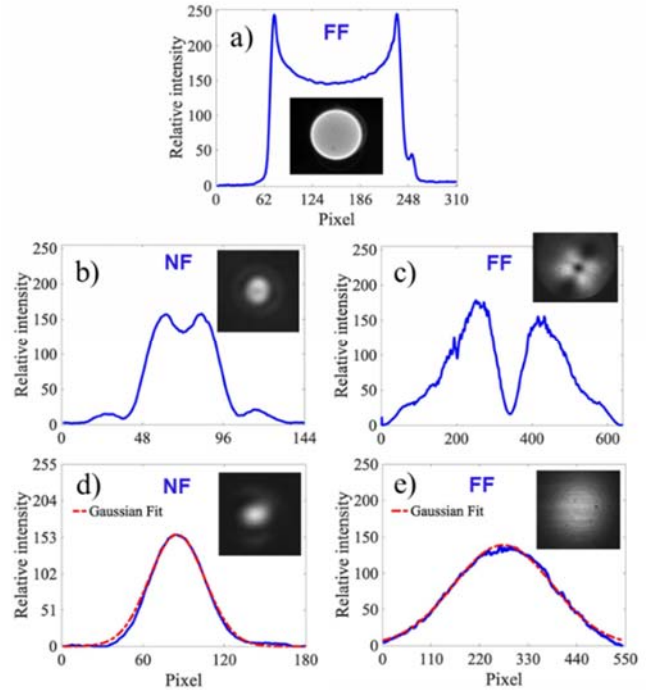 a)
FF
Relative intensity
250
200
150
100
50
0
0 62 124 186 248 310
Pixel
b)
NF
Relative intensity
250
200
150
100
50
0
0 48 96 144
c)
FF
Relative intensity
250
200
150
100
50
0
0 200 400 600
d)
NF
Gaussian Fit
Relative intensity
255
204
153
102
51
0
0 60 120 180
Pixel
e)
FF
Gaussian Fit
Relative intensity
250
200
150
100
50
0
0 110 220 330 440 550
Pixel